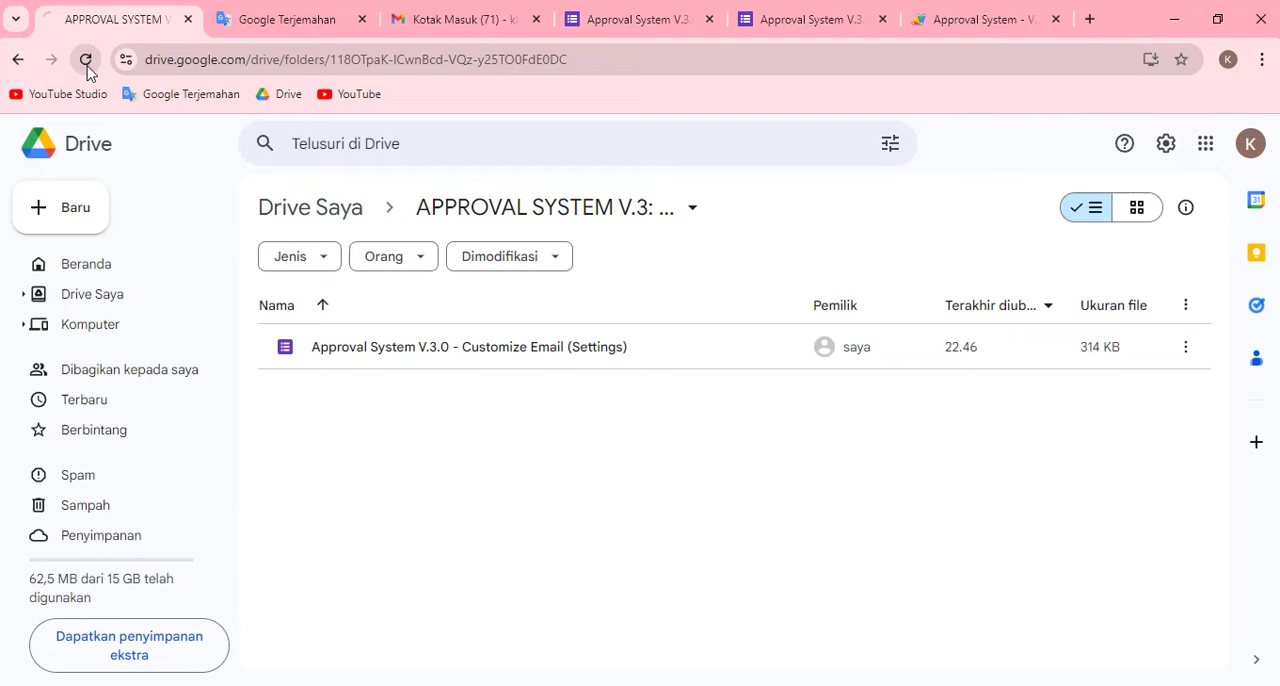 APPROVAL SYSTEM V
Google Terjemahan
Kotak Masuk (71) - ki
Approval System V.3.
Approval System V.3.
Approval System - V.
drive.google.com/drive/folders/118OTpaK-ICwnBcd-VQz-y25TO0FdE0DC
K
YouTube Studio
Google Terjemahan
Drive
YouTube
Drive
Telusuri di Drive
K
Baru
Drive Saya
APPROVAL SYSTEM V.3: ...
31
Jenis
Orang
Dimodifikasi
Beranda
Drive Saya
Komputer
Dibagikan kepada saya
Terbaru
Berbintang
Spam
Sampah
Penyimpanan
62,5 MB dari 15 GB telah
digunakan
Dapatkan penyimpanan
ekstra
Nama
Pemilik
Terakhir diub...
Ukuran file
Approval System V.3.0 - Customize Email (Settings)
saya
22.46
314 KB